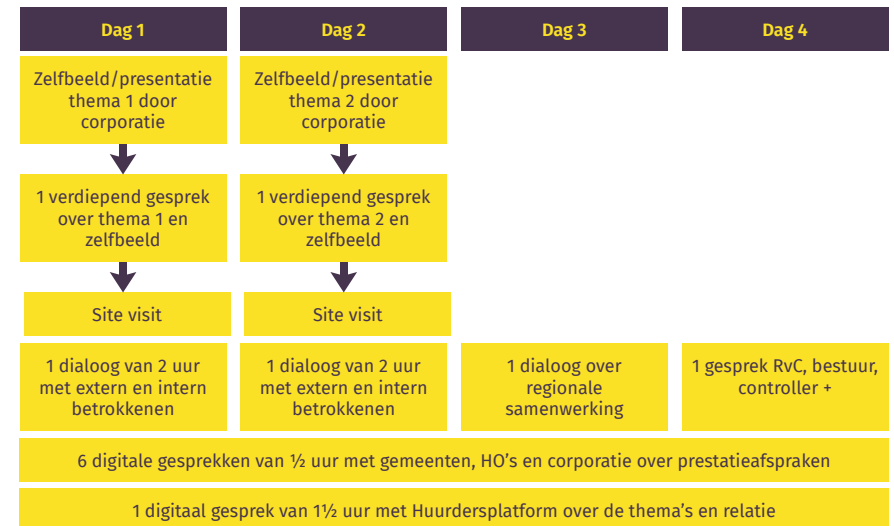 Dag 1
Dag 2
Dag 3
Dag 4
Zelfbeeld/presentatie
thema 1 door
corporatie
Zelfbeeld/presentatie
thema 2 door
corporatie
1 verdiepend gesprek
over thema 1 en
zelfbeeld
1 verdiepend gesprek
over thema 2 en
zelfbeeld
Site visit
Site visit
1 dialoog van 2 uur
met extern en intern
betrokkenen
1 dialoog van 2 uur
met extern en intern
betrokkenen
1 dialoog over
regionale
samenwerking
1 gesprek RvC, bestuur,
controller +
6 digitale gesprekken van ½ uur met gemeenten, HO’s en corporatie over prestatieafspraken
1 digitaal gesprek van 1½ uur met Huurdersplatform over de thema’s en relatie